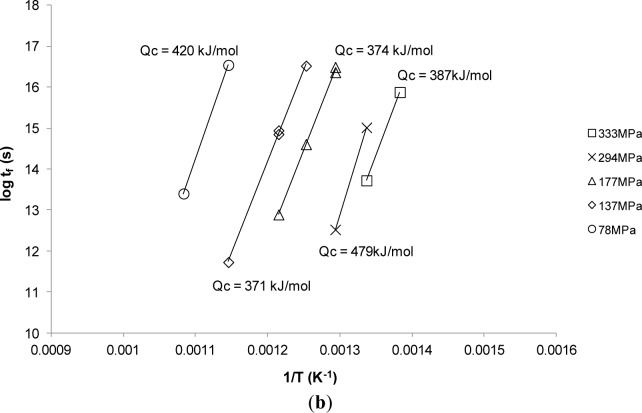 18
17
16
15
14
13
12
11
10
log tf (s)
Qc = 420 kJ/mol
Qc = 374 kJ/mol
Qc = 387kJ/mol
Qc = 479kJ/mol
Qc = 371 kJ/mol
333MPa
294MPa
177MPa
137MPa
78MPa
0.0009 0.001 0.0011 0.0012 0.0013 0.0014 0.0015 0.0016
1/T (K-1)
(b)